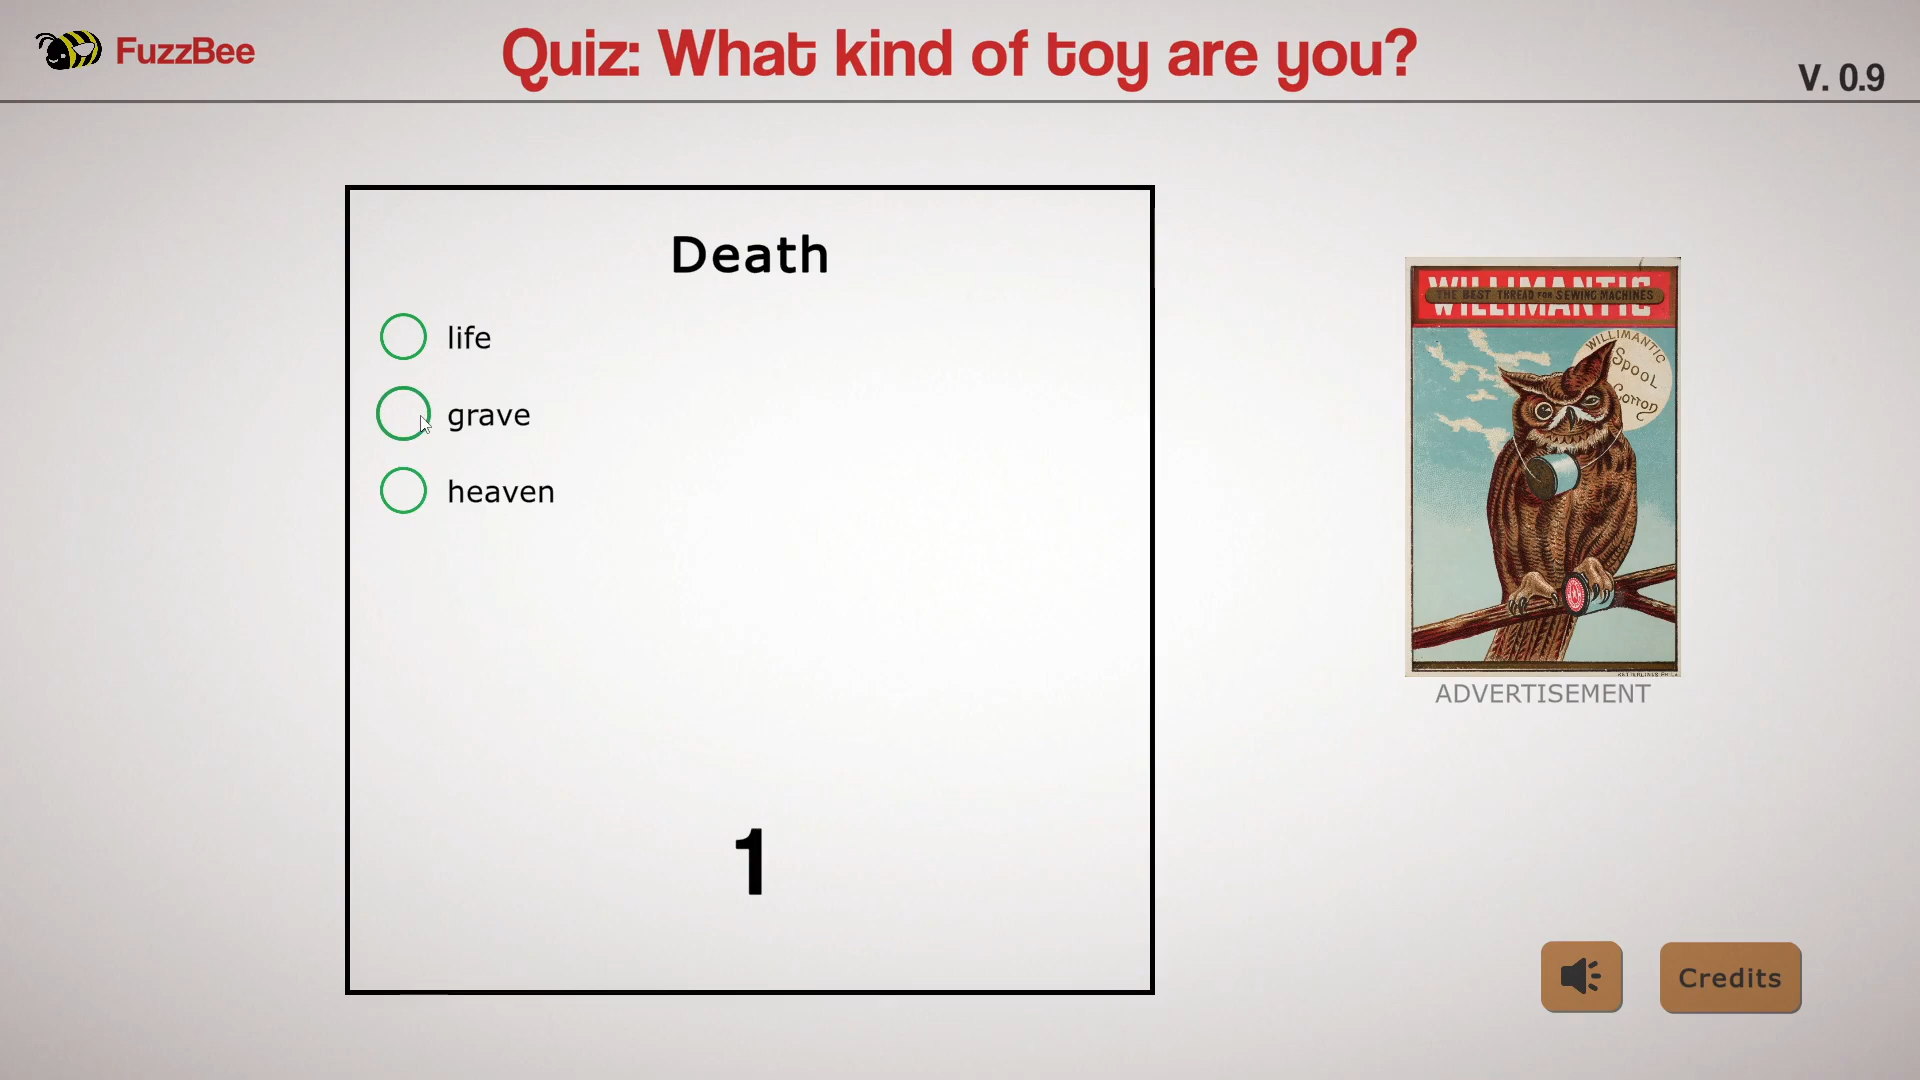 FuzzBee
Quiz: What kind of toy are you?
V. 0.9
Death
life
grave
heaven
1
WILLIMANTIC
THE BEST THREAD FOR SEWING MACHINES
WILLIMANTIC
Spool
Cotton
ADVERTISEMENT
Credits